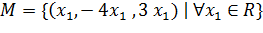 M = {(x₁,− 4x₁ ,3 x₁) | ∀x₁ ∈ R}